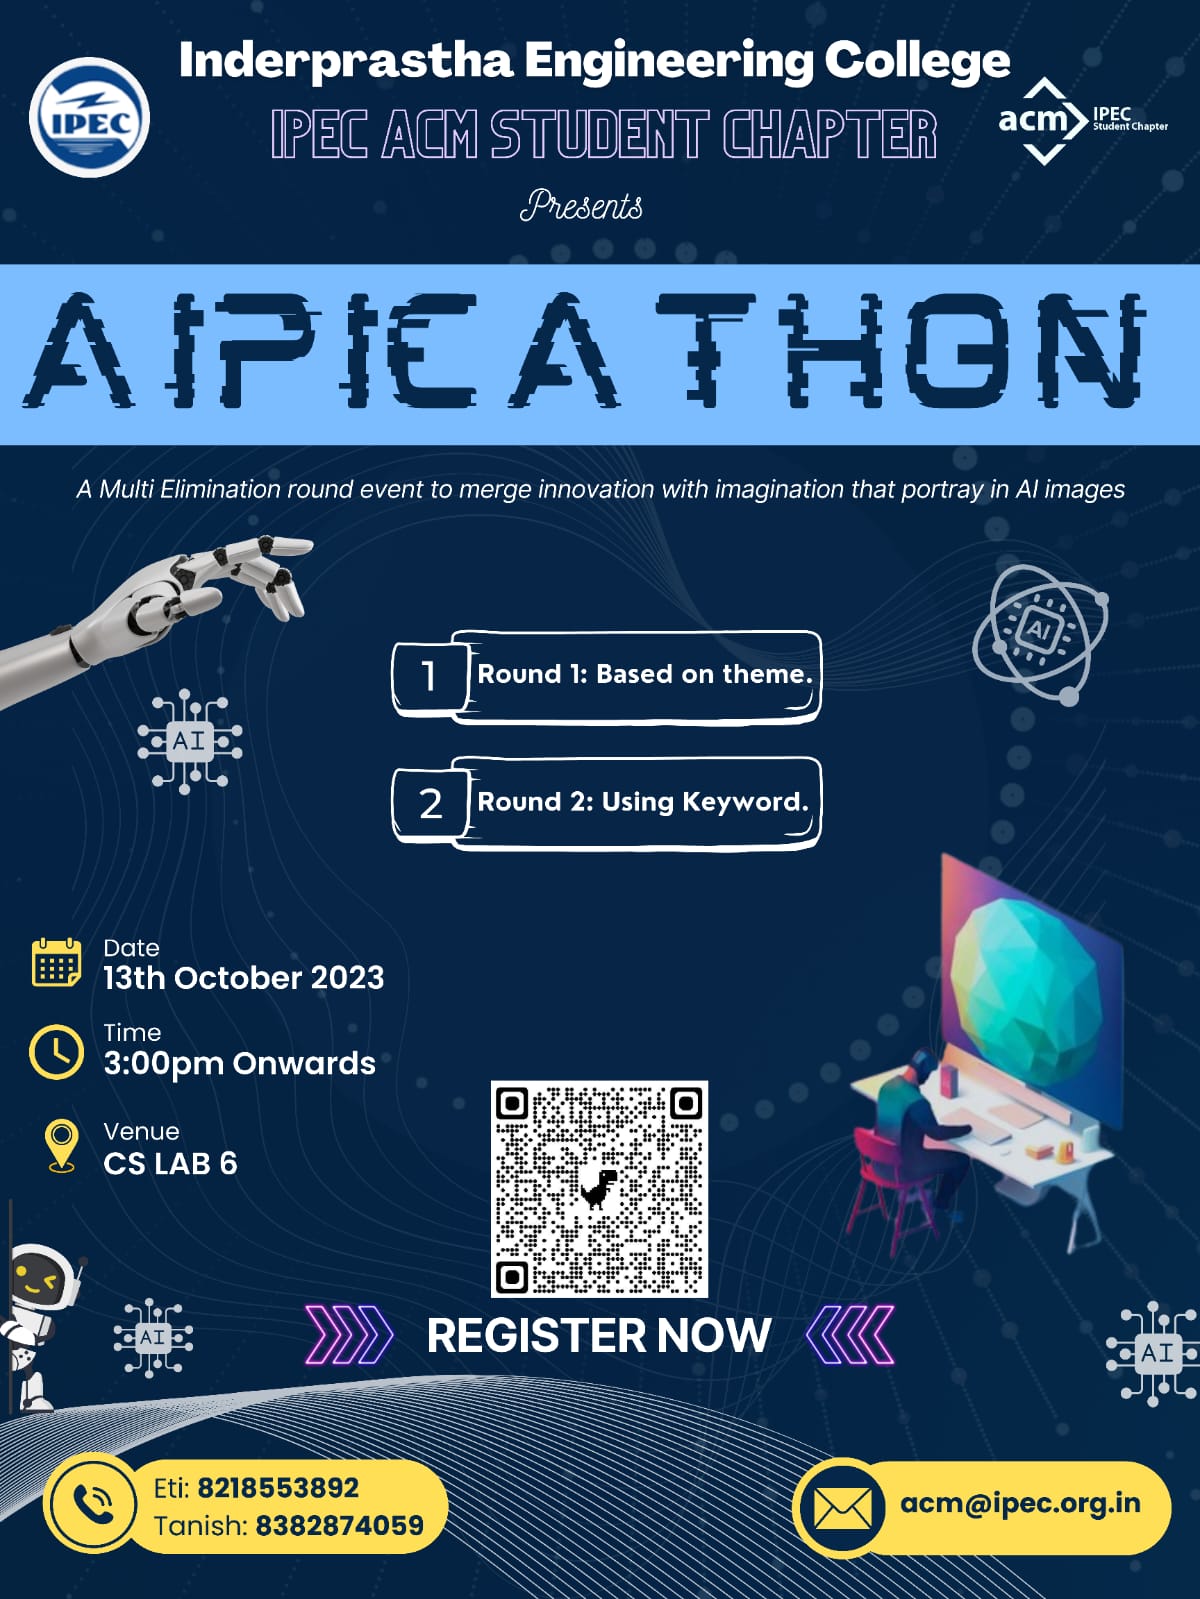 Inderprastha Engineering College
IPEC
IPEC ACM STUDENT CHAPTER
acm IPEC
Student Chapter
Presents
AIPICATHON
A Multi Elimination round event to merge innovation with imagination that portray in AI images
AI
1 Round 1: Based on theme.
AI
2 Round 2: Using Keyword.
Date
13th October 2023
Time
3:00pm Onwards
Venue
CS LAB 6
REGISTER NOW
AI
AI
Eti: 8218553892
Tanish: 8382874059
acm@ipec.org.in